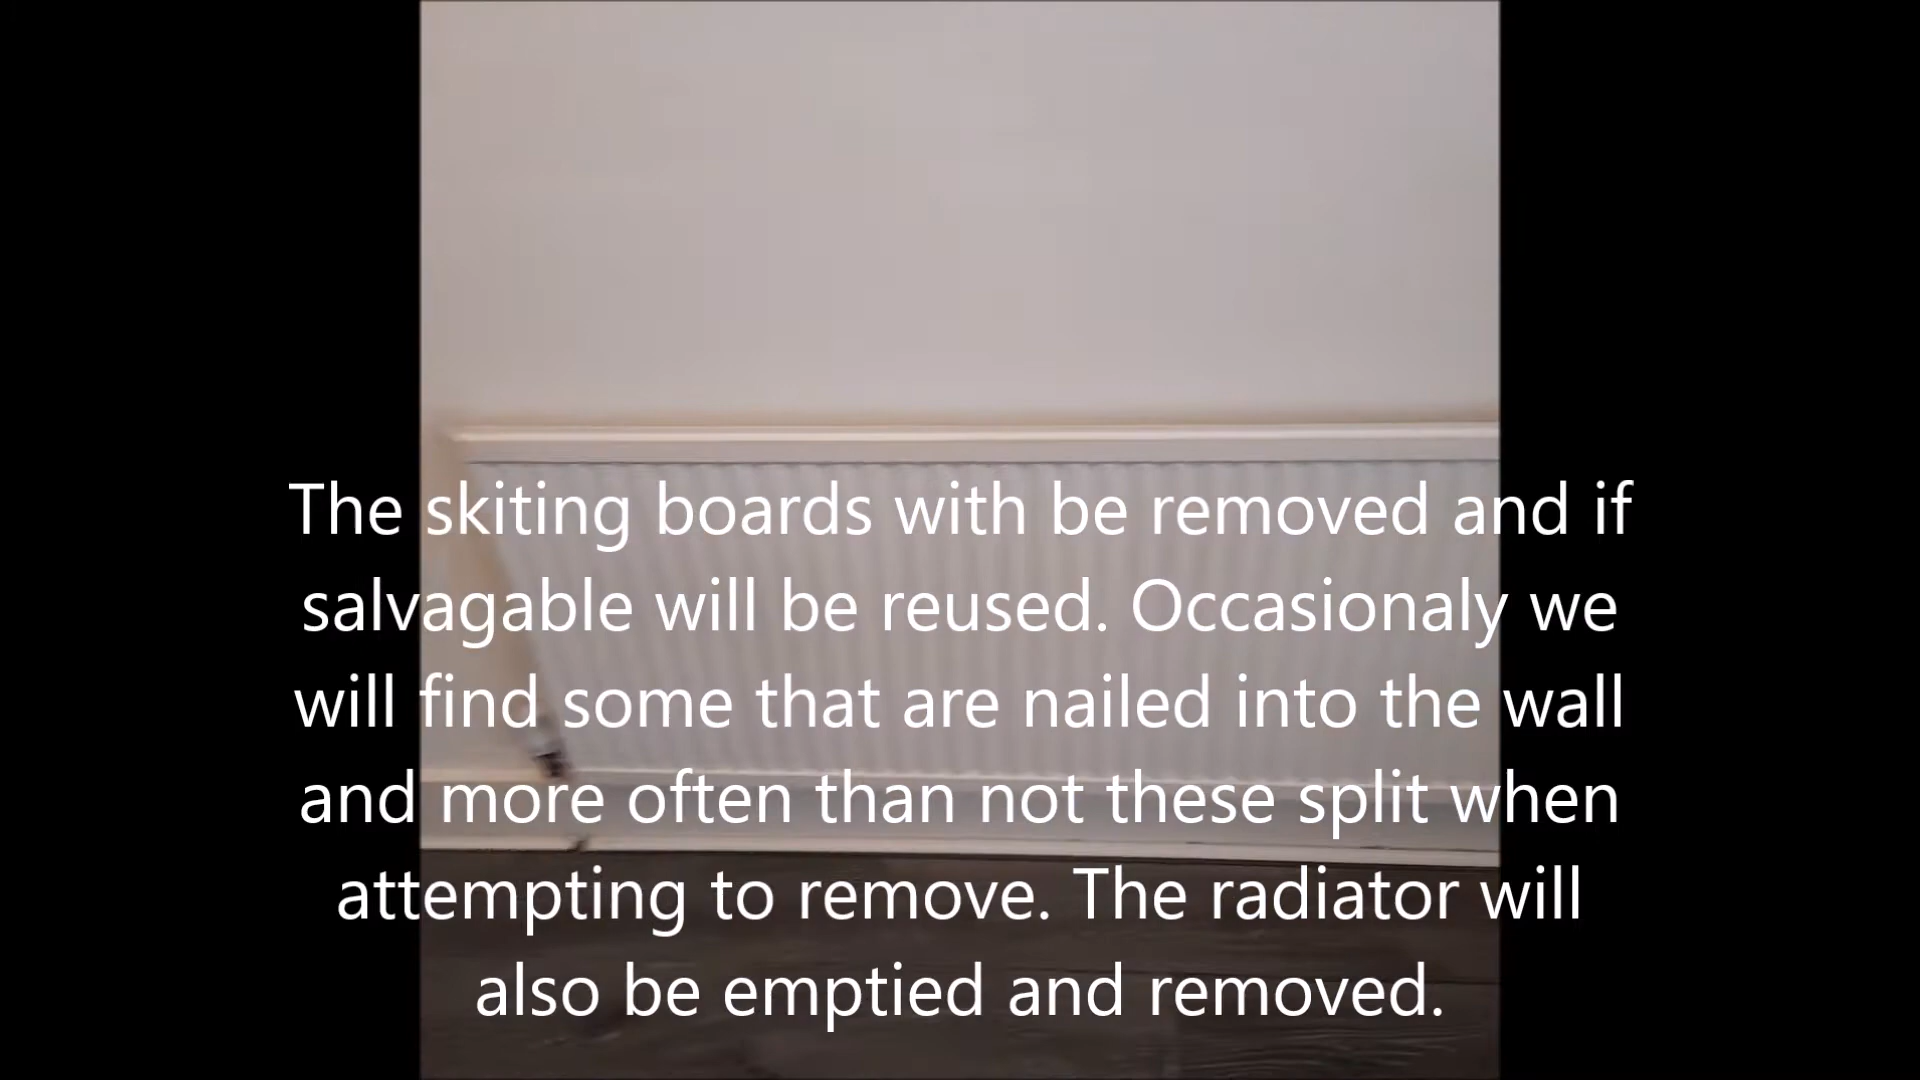 The skiting boards with be removed and if
salvagable will be reused. Occasionaly we
will find some that are nailed into the wall
and more often than not these split when
attempting to remove. The radiator will
also be emptied and removed.